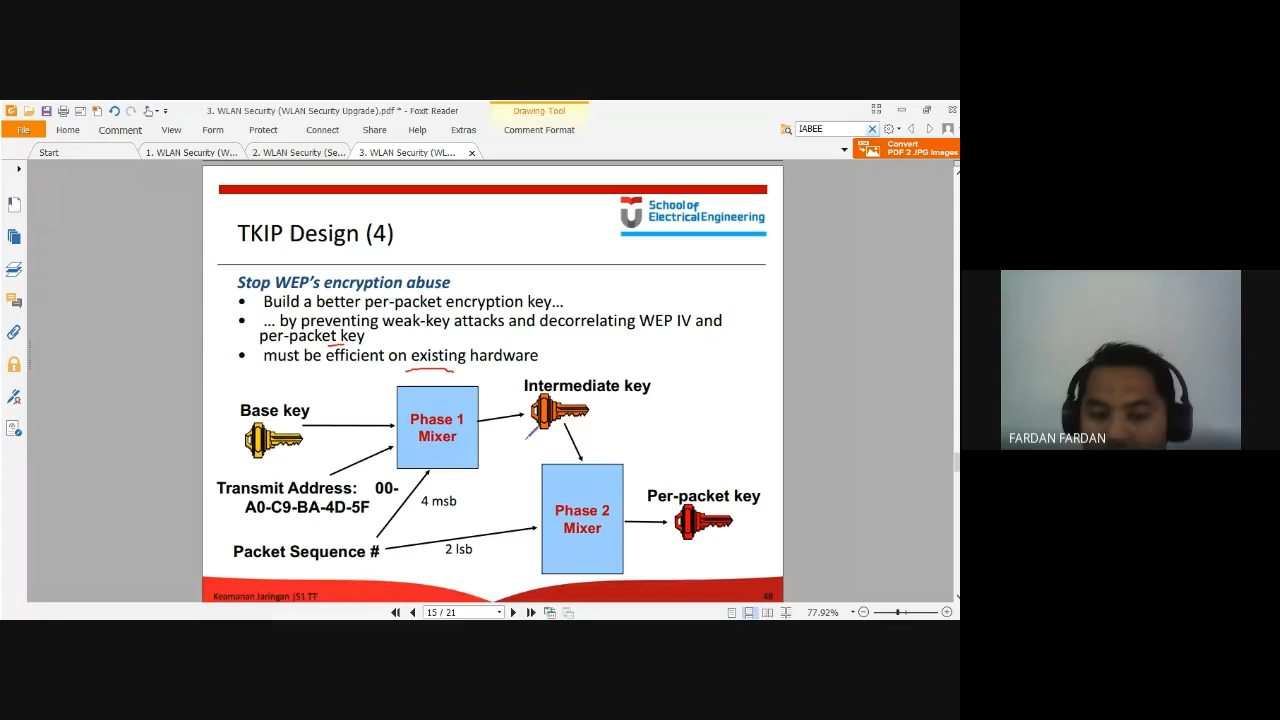 3. WLAN Security (WLAN Security Upgrade).pdf * - Foxit Reader
Drawing Tool
File Home Comment View Form Protect Connect Share Help Extras Comment Format
IABEE
Start
1. WLAN Security (W...
2. WLAN Security (Se...
3. WLAN Security (WL...
Convert
PDF 2 JPG Images
School of
Electrical Engineering
TKIP Design (4)
Stop WEP's encryption abuse
• Build a better per-packet encryption key...
• ... by preventing weak-key attacks and decorrelating WEP IV and
per-packet key
• must be efficient on existing hardware
Base key
Phase 1
Mixer
Intermediate key
Transmit Address: 00-
A0-C9-BA-4D-5F
4 msb
Packet Sequence #
2 lsb
Phase 2
Mixer
Per-packet key
Keamanan Jaringan |S1 TT
48
15 / 21
77.92%
FARDAN FARDAN